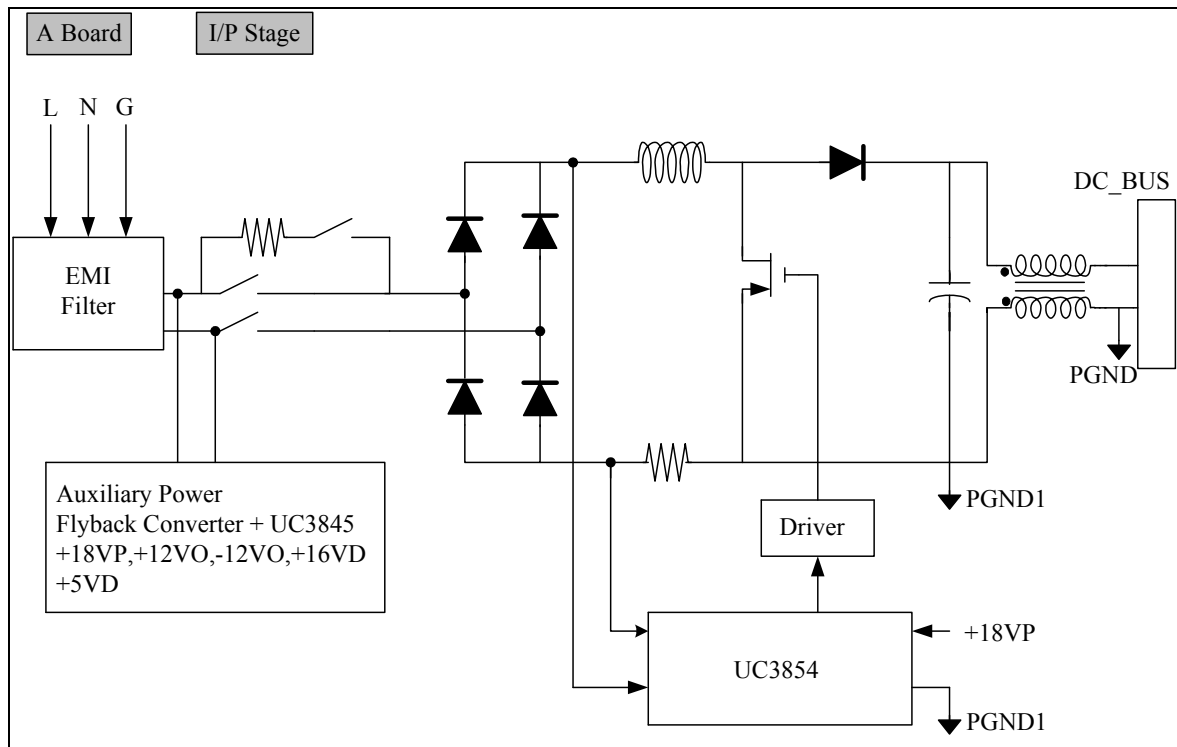 A Board
I/P Stage
L N G
EMI
Filter
DC_BUS
PGND
Auxiliary Power
Flyback Converter + UC3845
+18VP,+12VO,-12VO,+16VD
+5VD
PGND1
Driver
UC3854
+18VP
PGND1